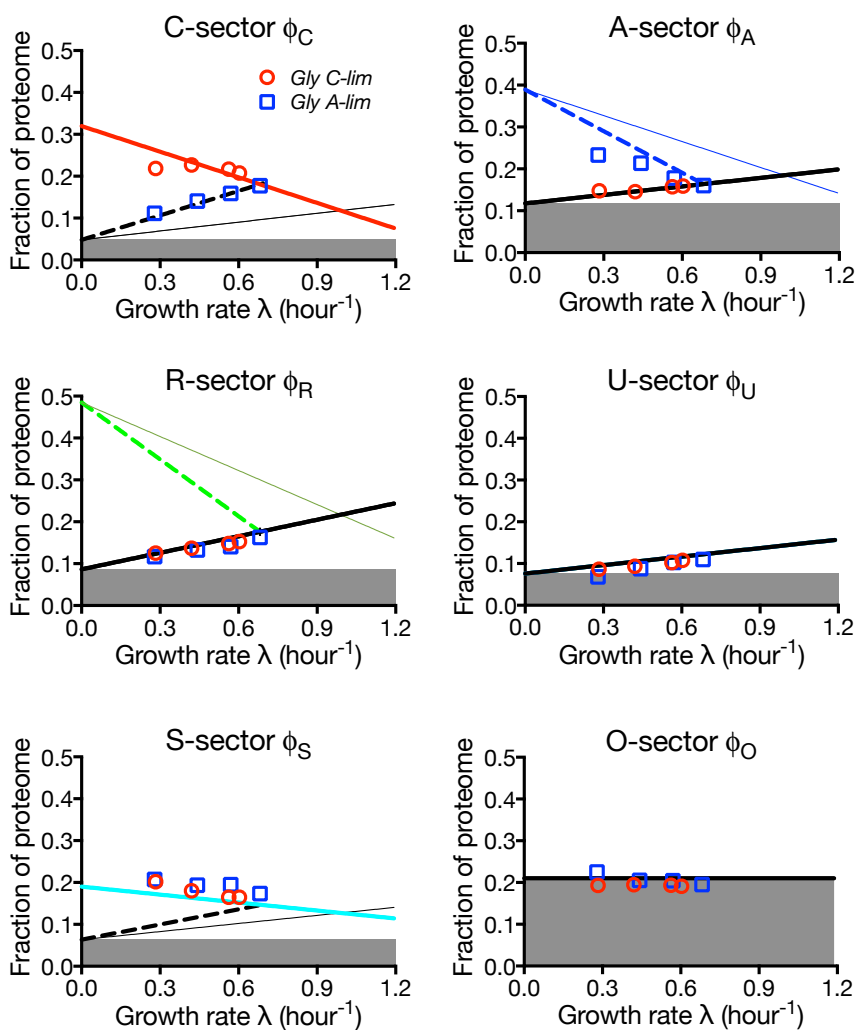 C-sector ϕC
Fraction of proteome
0.5
0.4
0.3
0.2
0.1
0.0
Gly C-lim
Gly A-lim
0.0 0.3 0.6 0.9 1.2
Growth rate λ (hour-1)
A-sector ϕA
Fraction of proteome
0.5
0.4
0.3
0.2
0.1
0.0
0.0 0.3 0.6 0.9 1.2
Growth rate λ (hour-1)
R-sector ϕR
Fraction of proteome
0.5
0.4
0.3
0.2
0.1
0.0
0.0 0.3 0.6 0.9 1.2
Growth rate λ (hour-1)
U-sector ϕU
Fraction of proteome
0.5
0.4
0.3
0.2
0.1
0.0
0.0 0.3 0.6 0.9 1.2
Growth rate λ (hour-1)
S-sector ϕS
Fraction of proteome
0.5
0.4
0.3
0.2
0.1
0.0
0.0 0.3 0.6 0.9 1.2
Growth rate λ (hour-1)
O-sector ϕO
Fraction of proteome
0.5
0.4
0.3
0.2
0.1
0.0
0.0 0.3 0.6 0.9 1.2
Growth rate λ (hour-1)